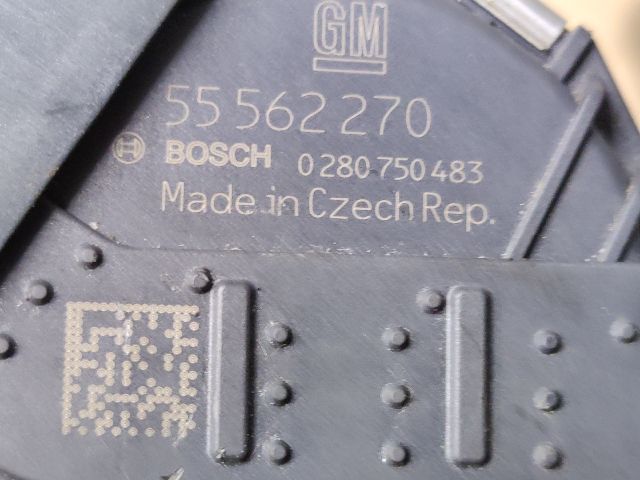 GM
55 562 270
BOSCH 0 280 750 483
Made in Czech Rep.